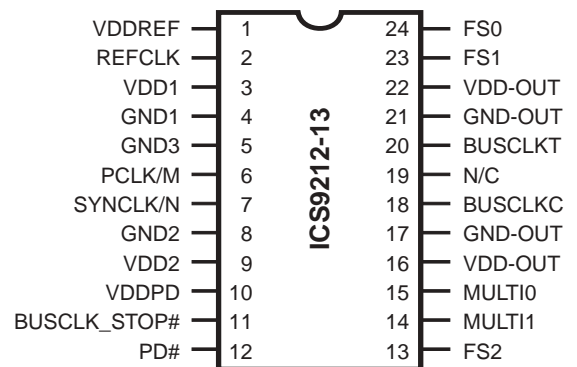 VDDREF 1 24 FS0
REFCLK 2 23 FS1
VDD1 3 22 VDD-OUT
GND1 4 21 GND-OUT
GND3 5 20 BUSCLKT
PCLK/M 6 19 N/C
SYNCLK/N 7 18 BUSCLKC
GND2 8 17 GND-OUT
VDD2 9 16 VDD-OUT
VDDPD 10 15 MULTI0
BUSCLK_STOP# 11 14 MULTI1
PD# 12 13 FS2
ICS9212-13